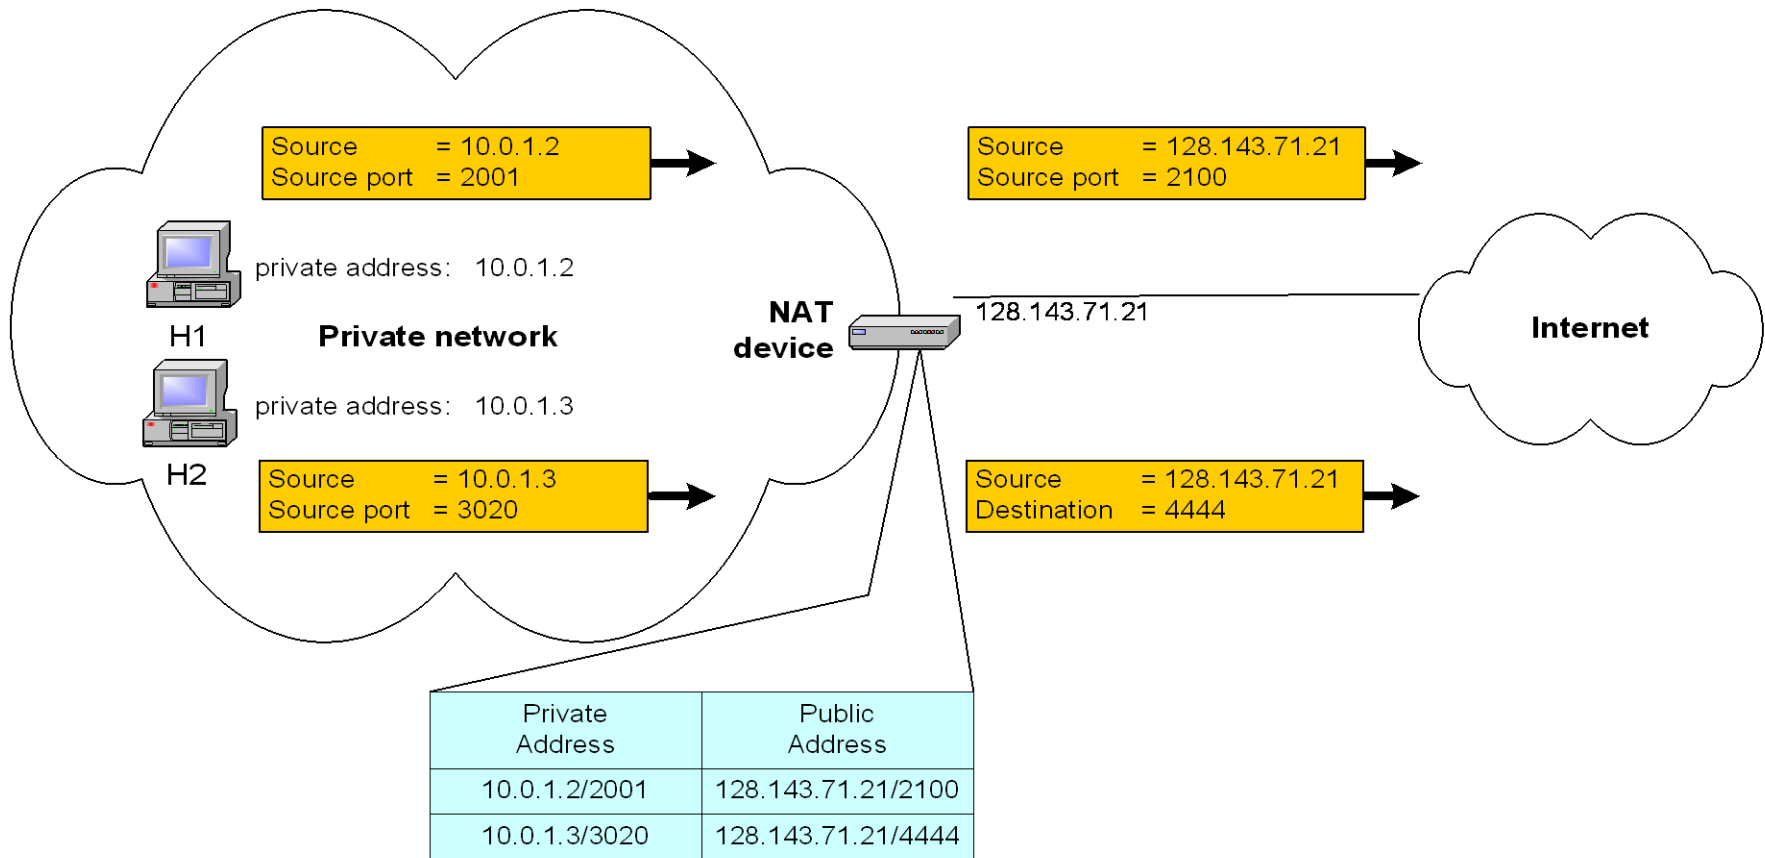 Source = 10.0.1.2
Source port = 2001
Source = 128.143.71.21
Source port = 2100
private address: 10.0.1.2
H1
Private network
NAT
device
128.143.71.21
Internet
private address: 10.0.1.3
H2
Source = 10.0.1.3
Source port = 3020
Source = 128.143.71.21
Destination = 4444
Private
Address
Public
Address
10.0.1.2/2001
128.143.71.21/2100
10.0.1.3/3020
128.143.71.21/4444